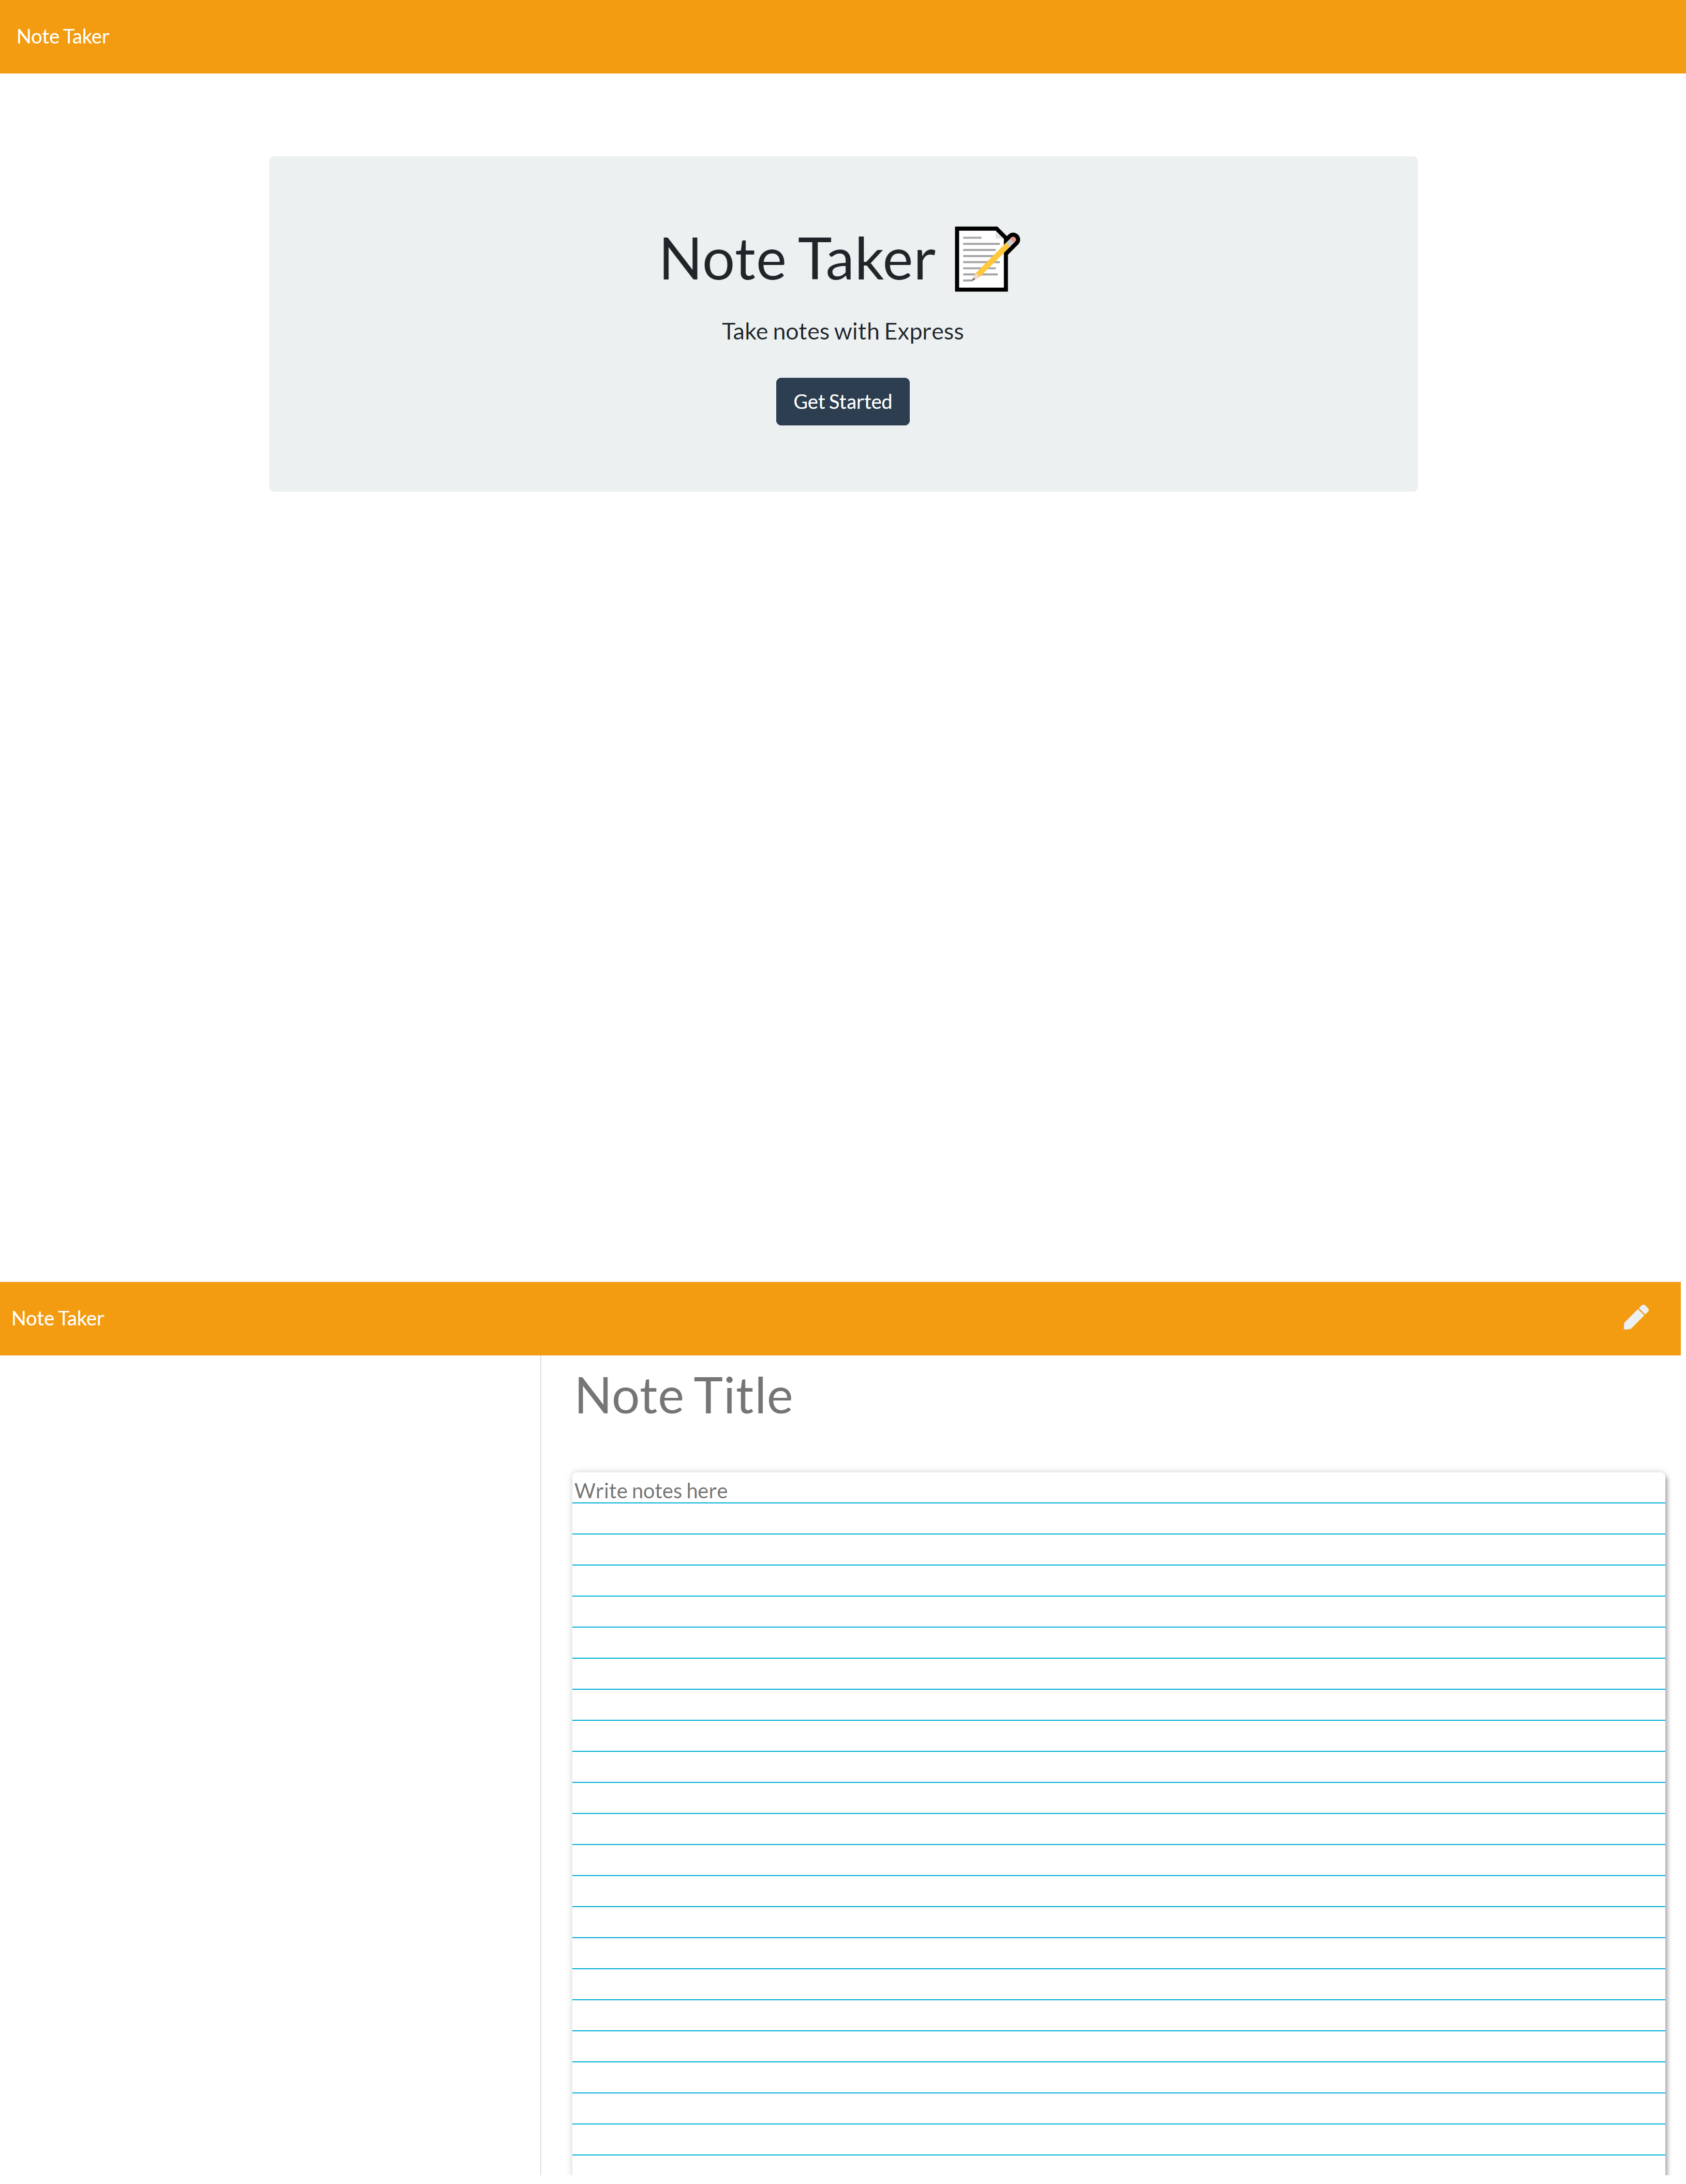 Note Taker
Note Taker 📝
Take notes with Express
Get Started
Note Taker
Note Title
Write notes here